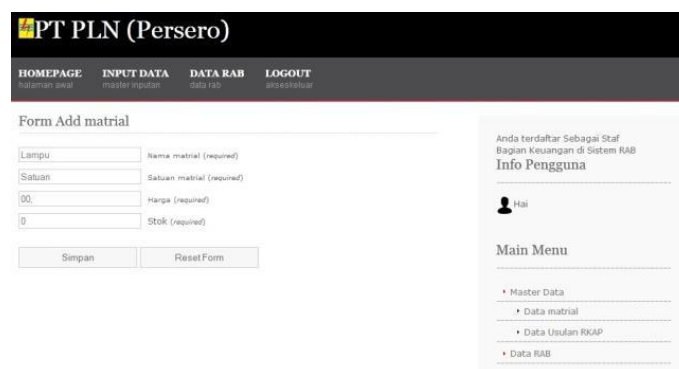 PT PLN (Persero)
HOMEPAGE INPUT DATA DATA RAB LOGOUT
halaman awal master inputan data rab akseskeluar
Form Add matrial
Lampu Nama matrial (required)
Satuan Satuan matrial (required)
00, Harga (required)
0 Stok (required)
Simpan Reset Form
Anda terdaftar Sebagai Staf
Bagian Keuangan di Sistem RAB
Info Pengguna
Hai
Main Menu
Master Data
Data matrial
Data Usulan RKAP
Data RAB